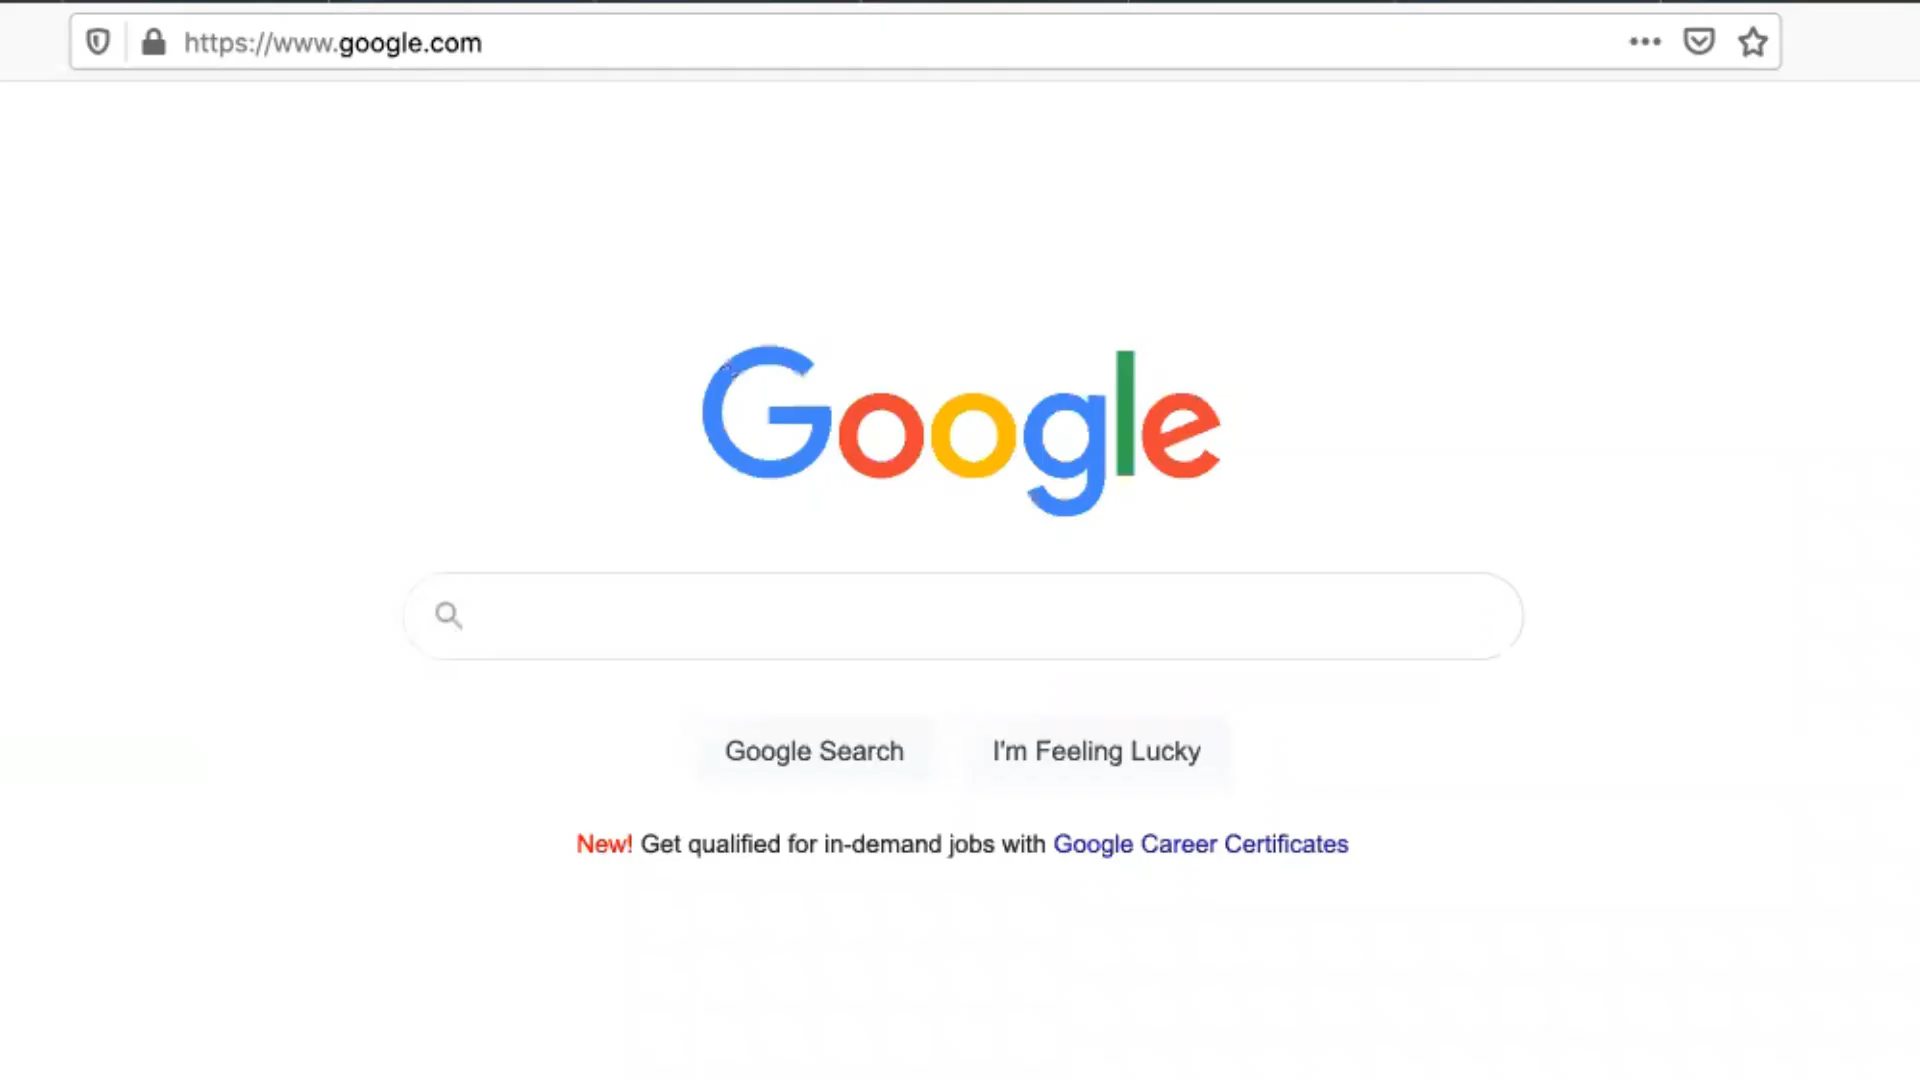 https://www.google.com
Google
Google Search
I'm Feeling Lucky
New! Get qualified for in-demand jobs with Google Career Certificates